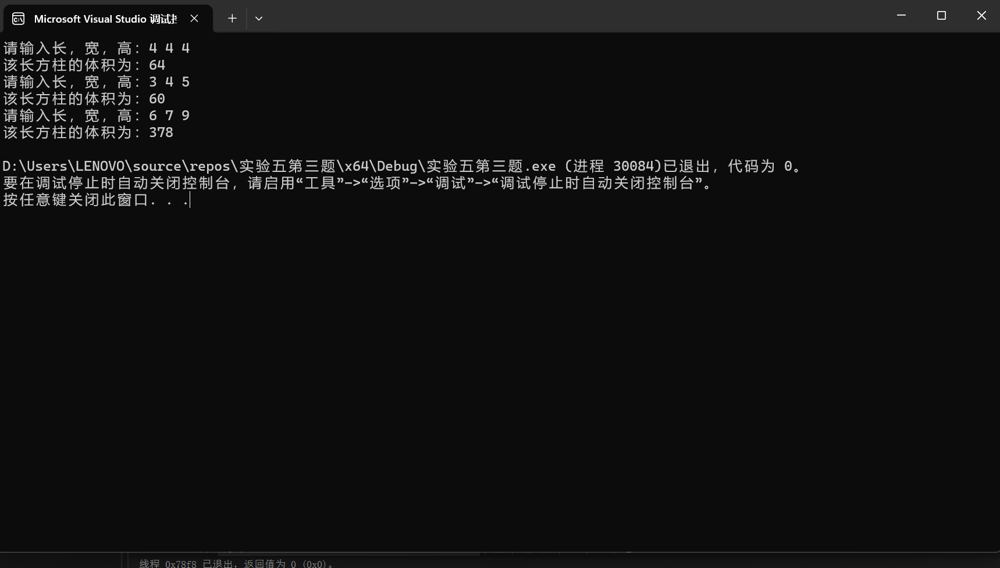 Microsoft Visual Studio 调试
请输入长，宽，高：4 4 4
该长方柱的体积为：64
请输入长，宽，高：3 4 5
该长方柱的体积为：60
请输入长，宽，高：6 7 9
该长方柱的体积为：378
D:\Users\LENOVO\source\repos\实验五第三题\x64\Debug\实验五第三题.exe (进程 30084)已退出，代码为 0。
要在调试停止时自动关闭控制台，请启用“工具”->“选项”->“调试”->“调试停止时自动关闭控制台”。
按任意键关闭此窗口. . .
线程 0x78f8 已退出，返回值为 0 (0x0)。